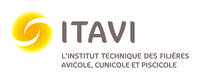 ITAVI
L'INSTITUT TECHNIQUE DES FILIÈRES
AVICOLE, CUNICOLE ET PISCICOLE